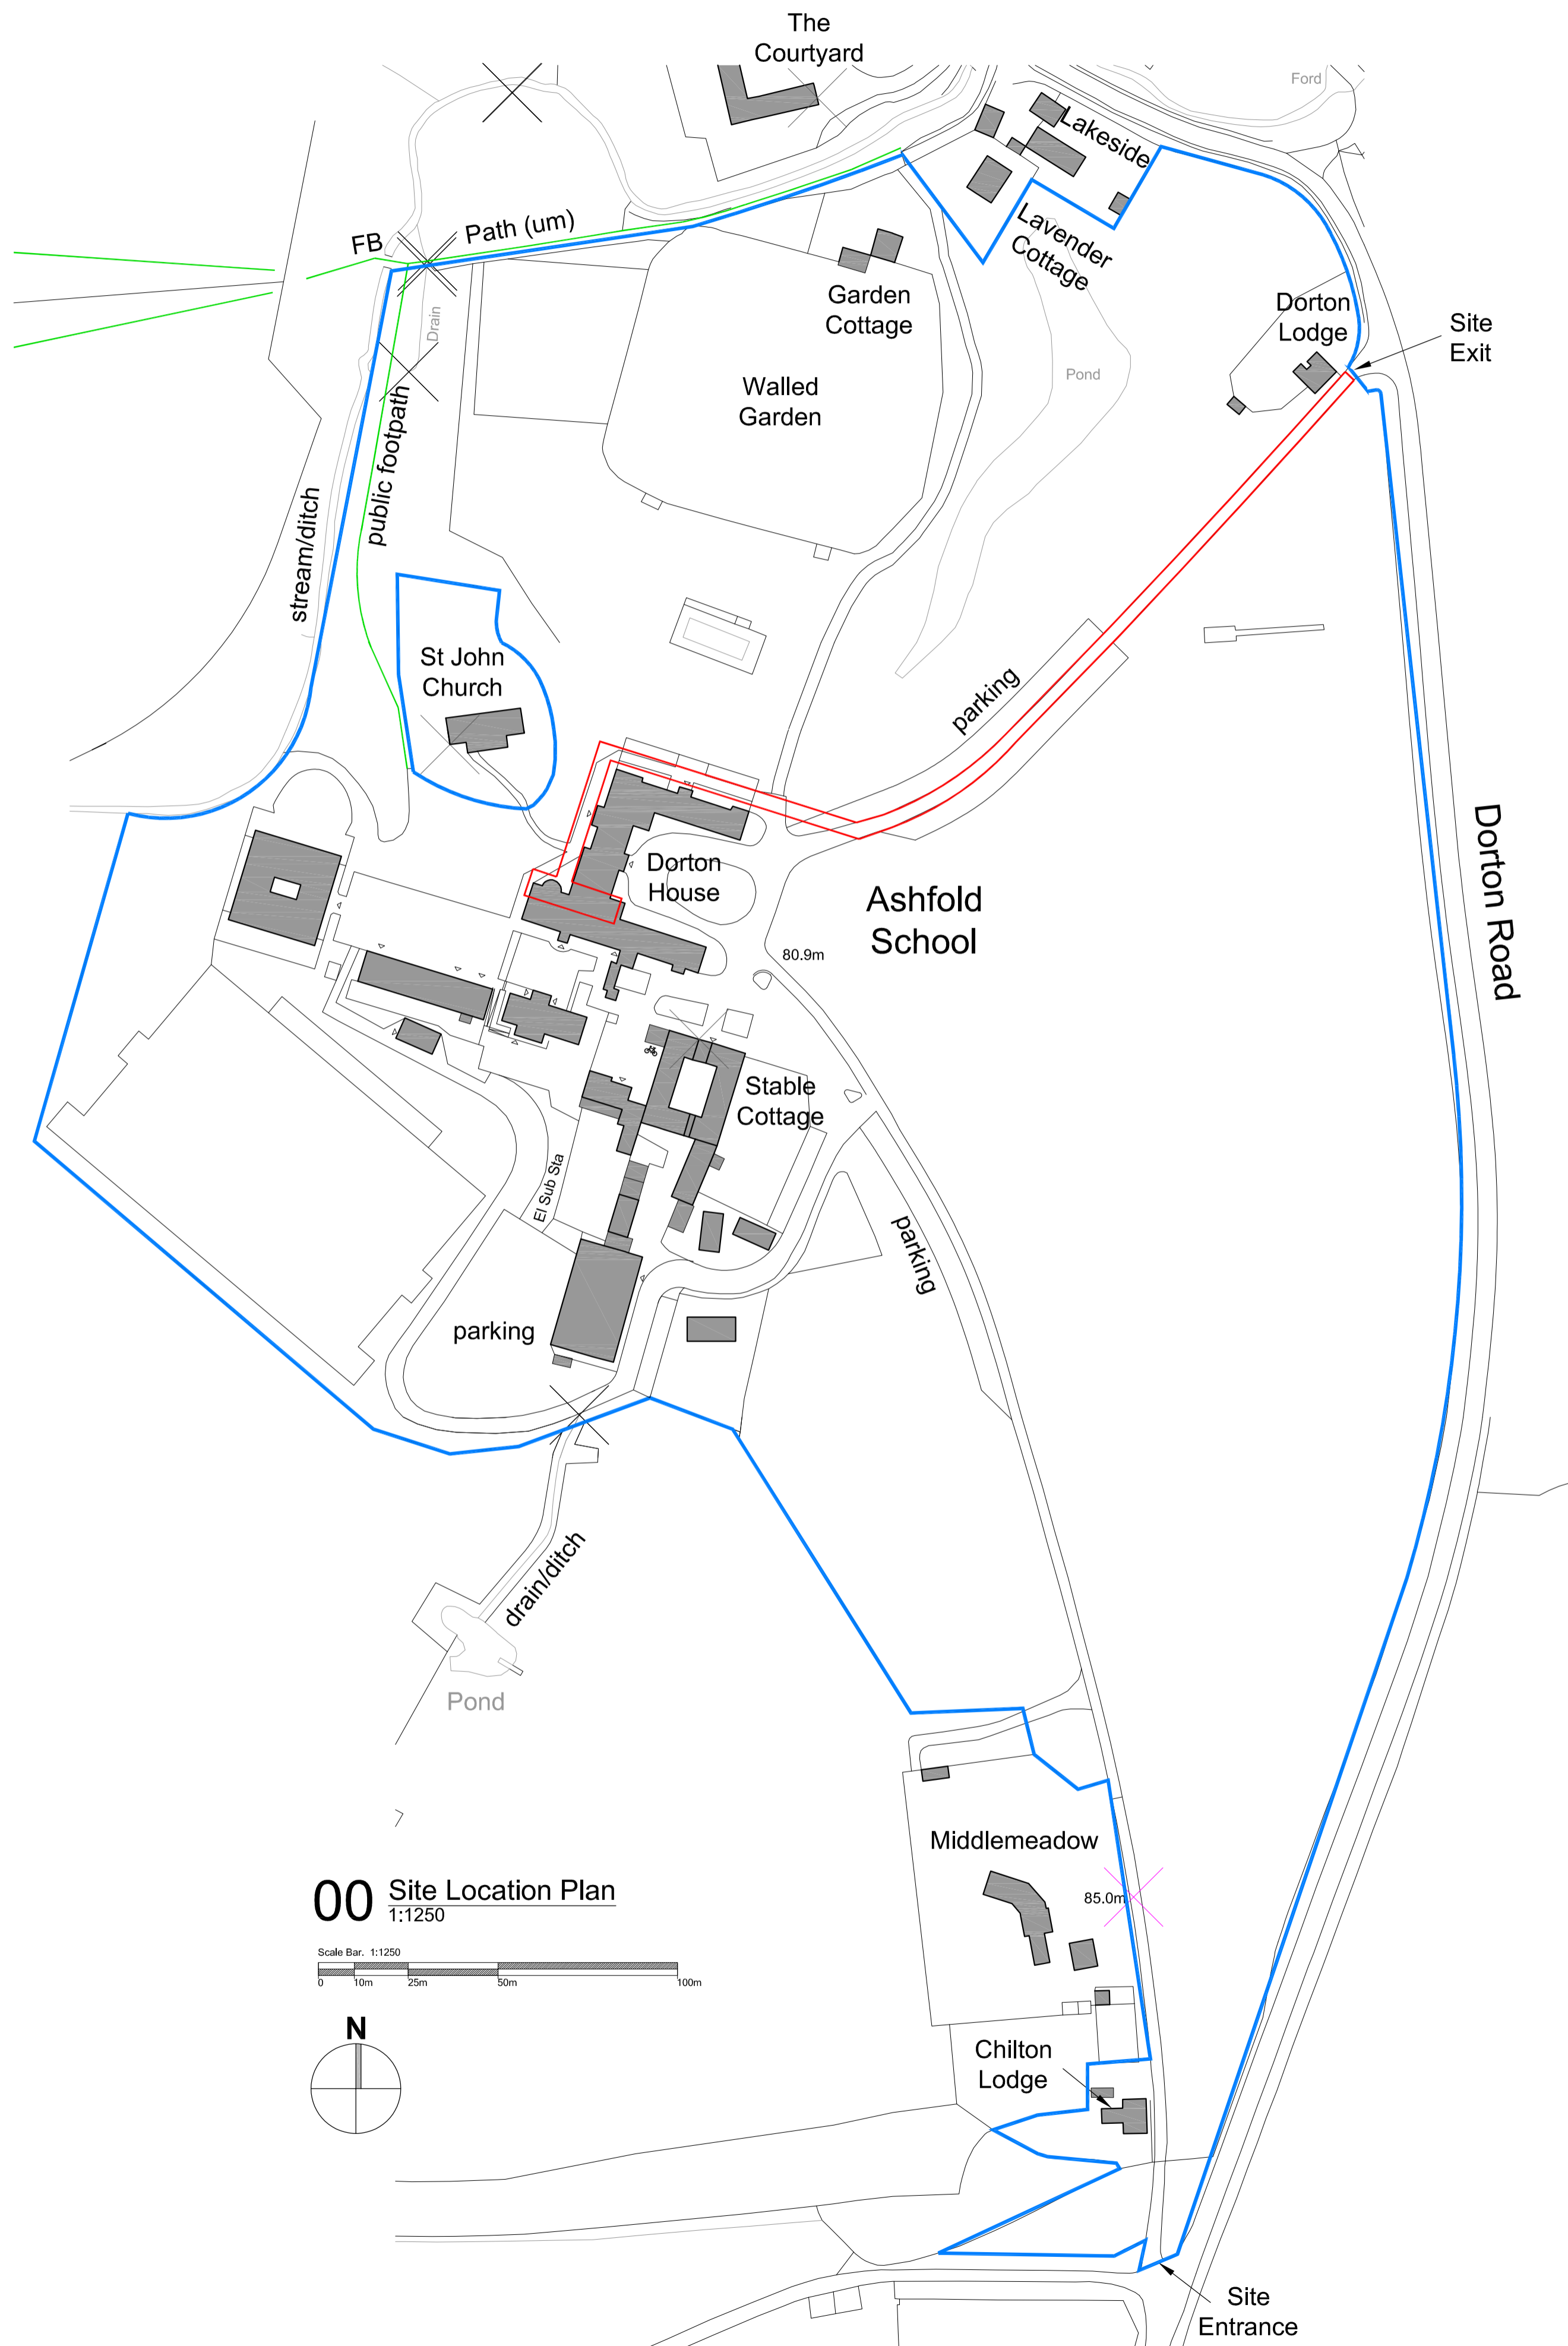 The
Courtyard
Ford
Lakeside
FB
Path (um)
Lavender
Cottage
Garden
Cottage
Drain
Dorton
Lodge
Site
Exit
Walled
Garden
Pond
public footpath
stream/ditch
St John
Church
parking
Dorton
House
Ashfold
School
Dorton Road
80.9m
Stable
Cottage
El Sub Sta
parking
parking
drain/ditch
Pond
Middlemeadow
85.0m
00 Site Location Plan
1:1250
Scale Bar. 1:1250
0 10m 25m 50m 100m
N
Chilton
Lodge
Site
Entrance